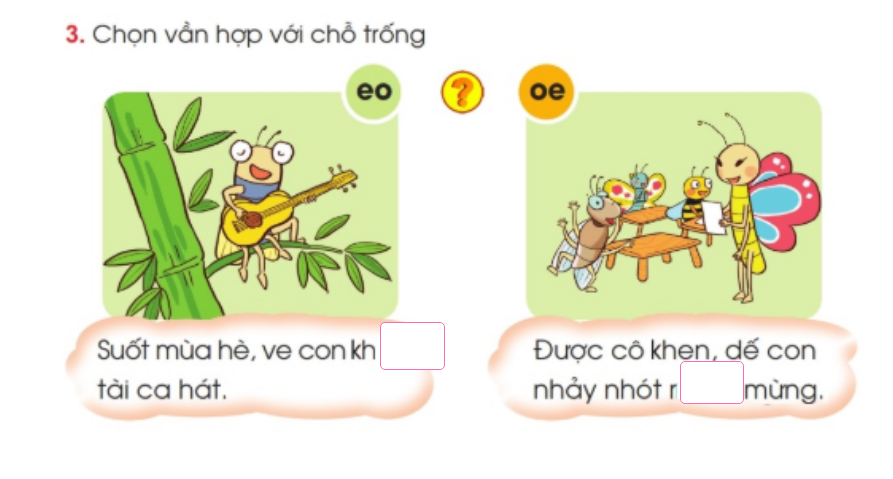 3. Chọn vần hợp với chỗ trống
eo ? oe
Suốt mùa hè, ve con kh
tài ca hát.
Được cô khen, dế con
nhảy nhót r mừng.